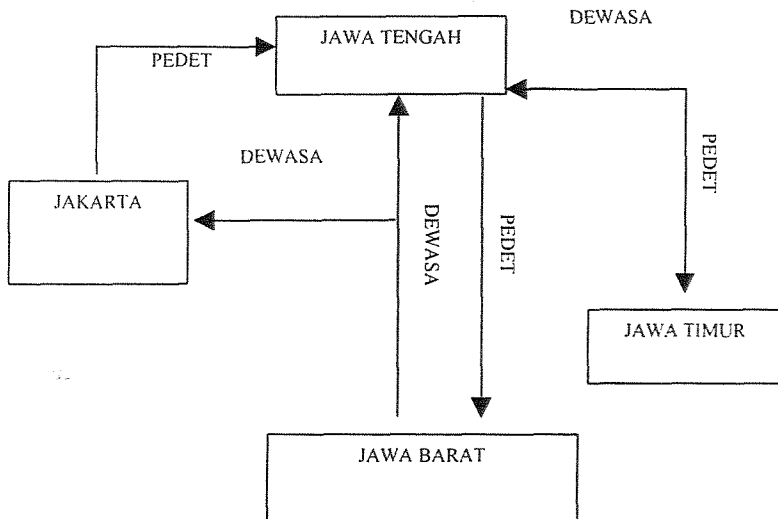 DEWASA
JAWA TENGAH
PEDET
PEDET
DEWASA
JAKARTA
DEWASA
PEDET
JAWA TIMUR
JAWA BARAT